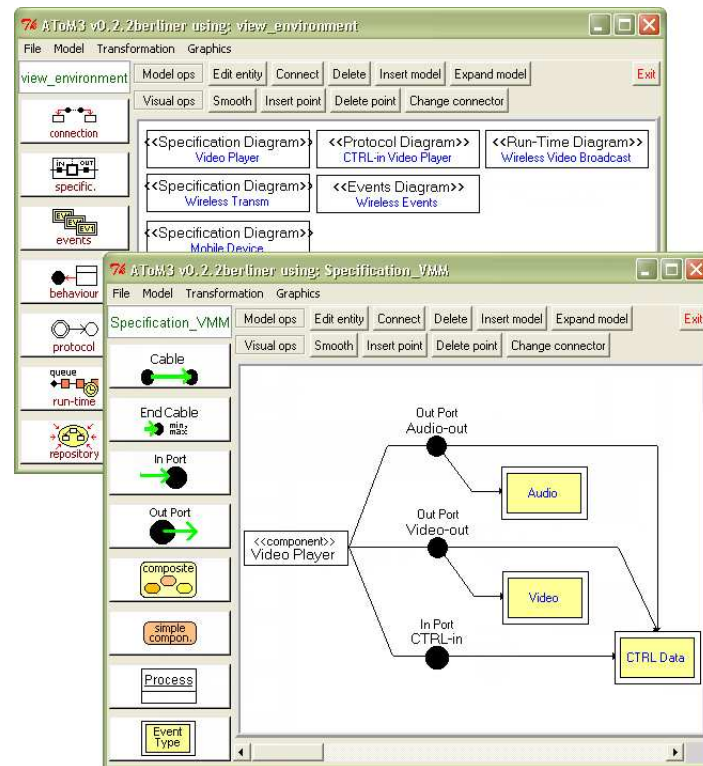 7% AToM3 v0.2.2berliner using: view_environment
File Model Transformation Graphics
view_environment
Model ops Edit entity Connect Delete Insert model Expand model Exit
Visual ops Smooth Insert point Delete point Change connector
connection
IN OUT
specific.
EV1
events
behaviour
protocol
queue
run-time
repository
<<Specification Diagram>>
Video Player
<<Protocol Diagram>>
CTRL-in Video Player
<<Run-Time Diagram>>
Wireless Video Broadcast
<<Specification Diagram>>
Wireless Transm
<<Events Diagram>>
Wireless Events
<<Specification Diagram>>
Mobile Device
7% AToM3 v0.2.2berliner using: Specification_VMM
File Model Transformation Graphics
Specification_VMM
Model ops Edit entity Connect Delete Insert model Expand model Exit
Visual ops Smooth Insert point Delete point Change connector
Cable
End Cable
min,
max
In Port
Out Port
composite
simple
compon.
Process
Event
Type
Out Port
Audio-out
Audio
Out Port
Video-out
<<component>>
Video Player
Video
In Port
CTRL-in
CTRL Data